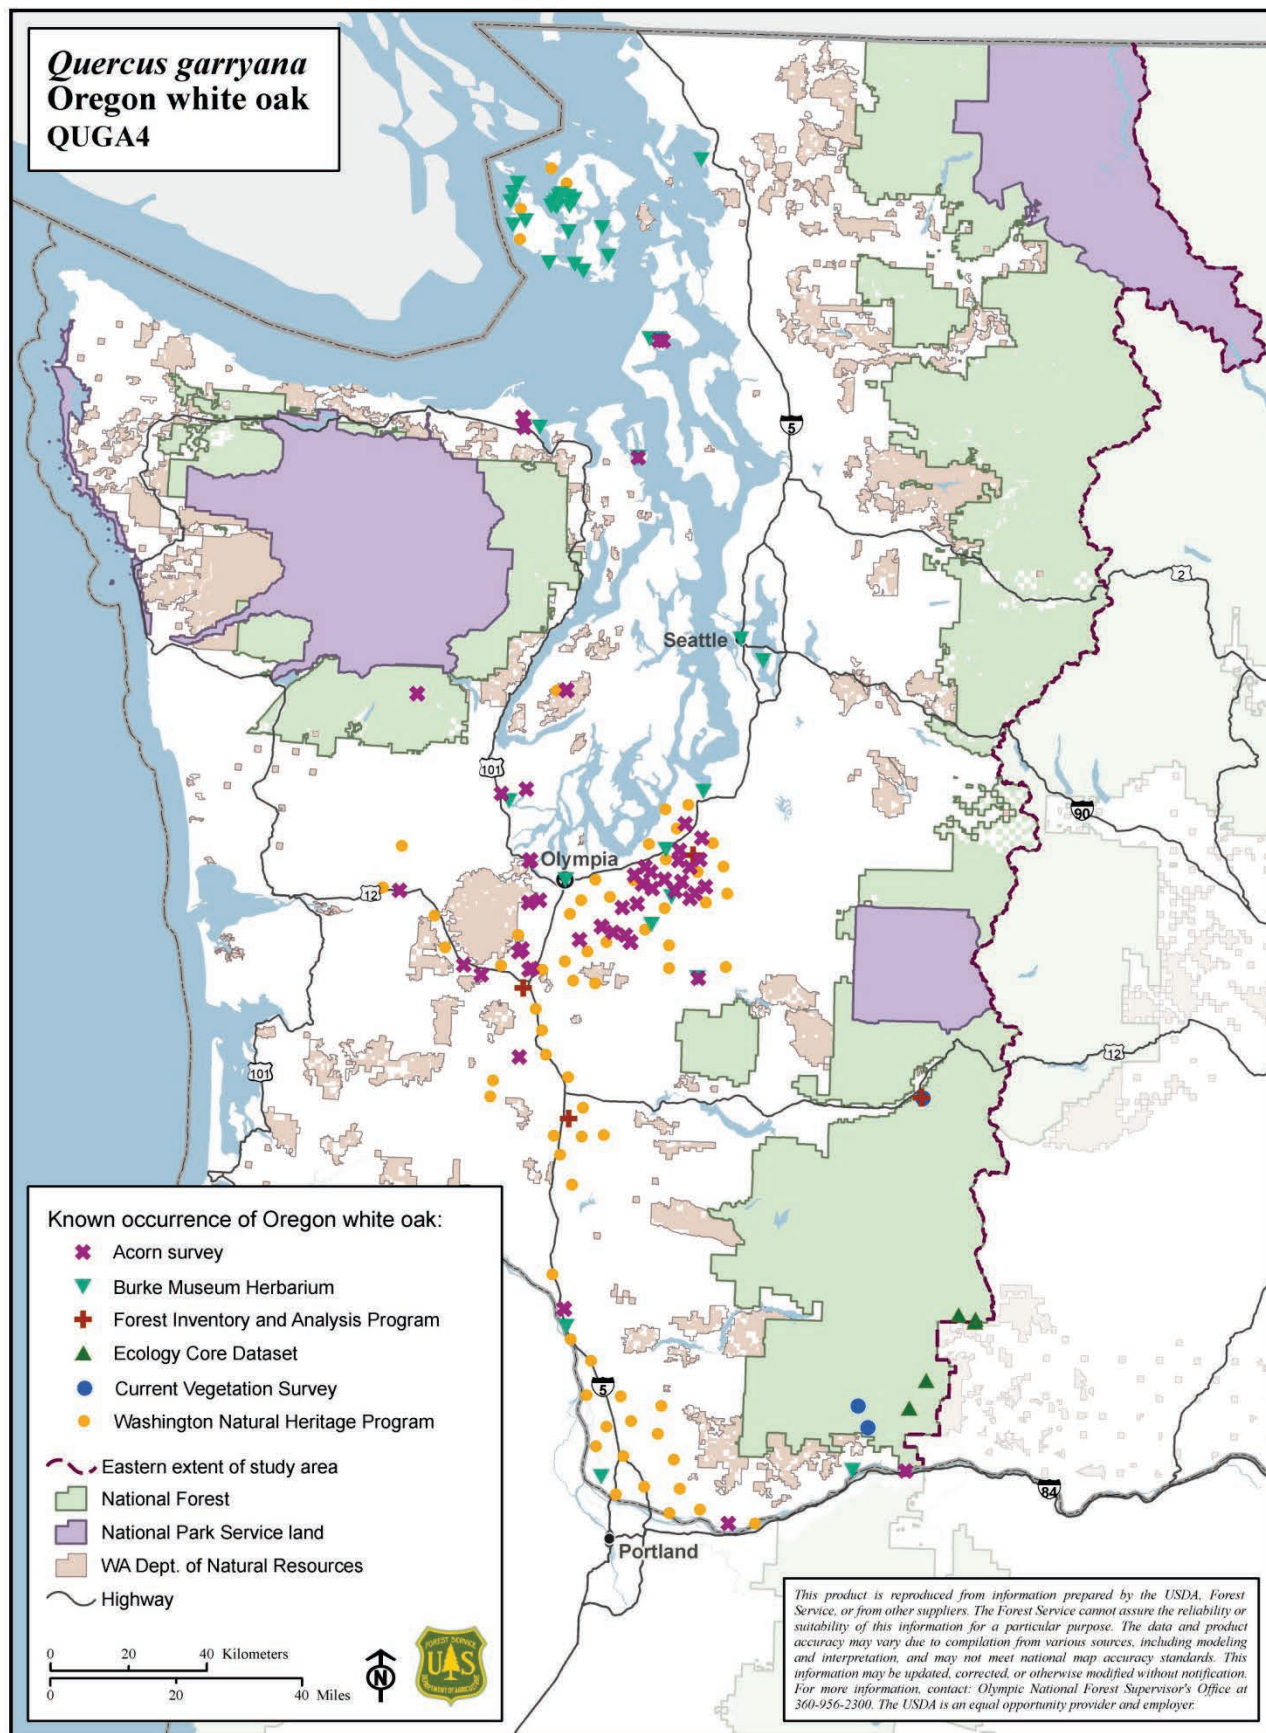 Quercus garryana
Oregon white oak
QUGA4
5
2
Seattle
101
90
Olympia
12
12
101
5
84
Portland
Known occurrence of Oregon white oak:
Acorn survey
Burke Museum Herbarium
Forest Inventory and Analysis Program
Ecology Core Dataset
Current Vegetation Survey
Washington Natural Heritage Program
Eastern extent of study area
National Forest
National Park Service land
WA Dept. of Natural Resources
Highway
0 20 40 Kilometers
0 20 40 Miles
N
FOREST SERVICE
U S
DEPARTMENT OF AGRICULTURE
This product is reproduced from information prepared by the USDA, Forest
Service, or from other suppliers. The Forest Service cannot assure the reliability or
suitability of this information for a particular purpose. The data and product
accuracy may vary due to compilation from various sources, including modeling
and interpretation, and may not meet national map accuracy standards. This
information may be updated, corrected, or otherwise modified without notification.
For more information, contact: Olympic National Forest Supervisor's Office at
360-956-2300. The USDA is an equal opportunity provider and employer.